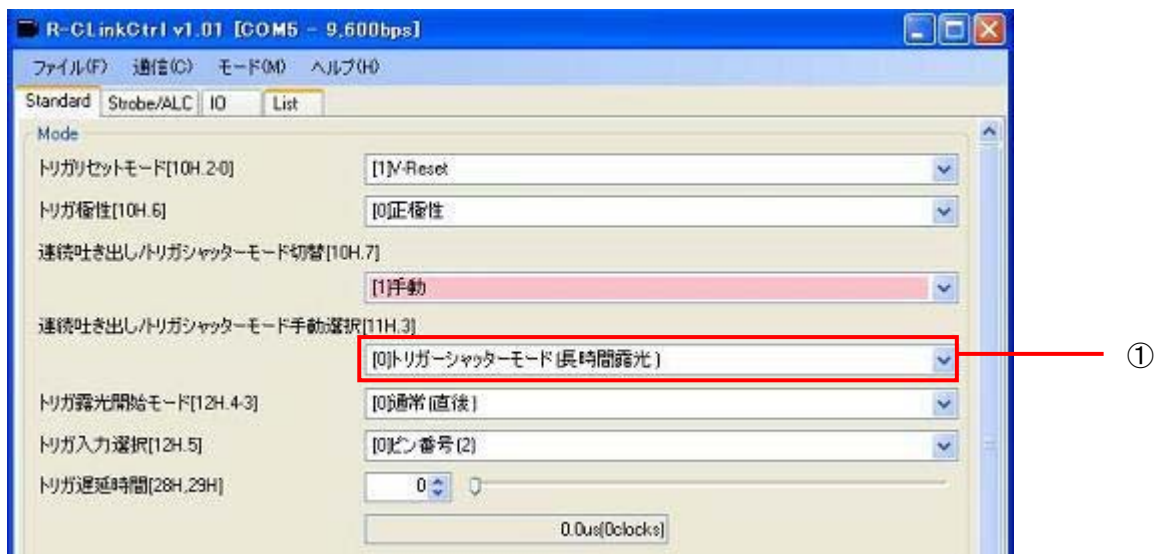 R-CLinkCtrl v1.01 [COM5 - 9,600bps]
ファイル(F) 通信(C) モード(M) ヘルプ(H)
Standard Strobe/ALC IO List
Mode
トリガリセットモード[10H.2-0] [1]V-Reset
トリガ極性[10H.6] [0]正極性
連続吐き出し/トリガシャッターモード切替[10H.7]
[1]手動
連続吐き出し/トリガシャッターモード手動選択[11H.3]
[0]トリガーシャッターモード(長時間露光) ①
トリガ露光開始モード[12H.4-3] [0]通常(直後)
トリガ入力選択[12H.5] [0]ピン番号(2)
トリガ遅延時間[28H,29H] 0
0.0us(0clocks)